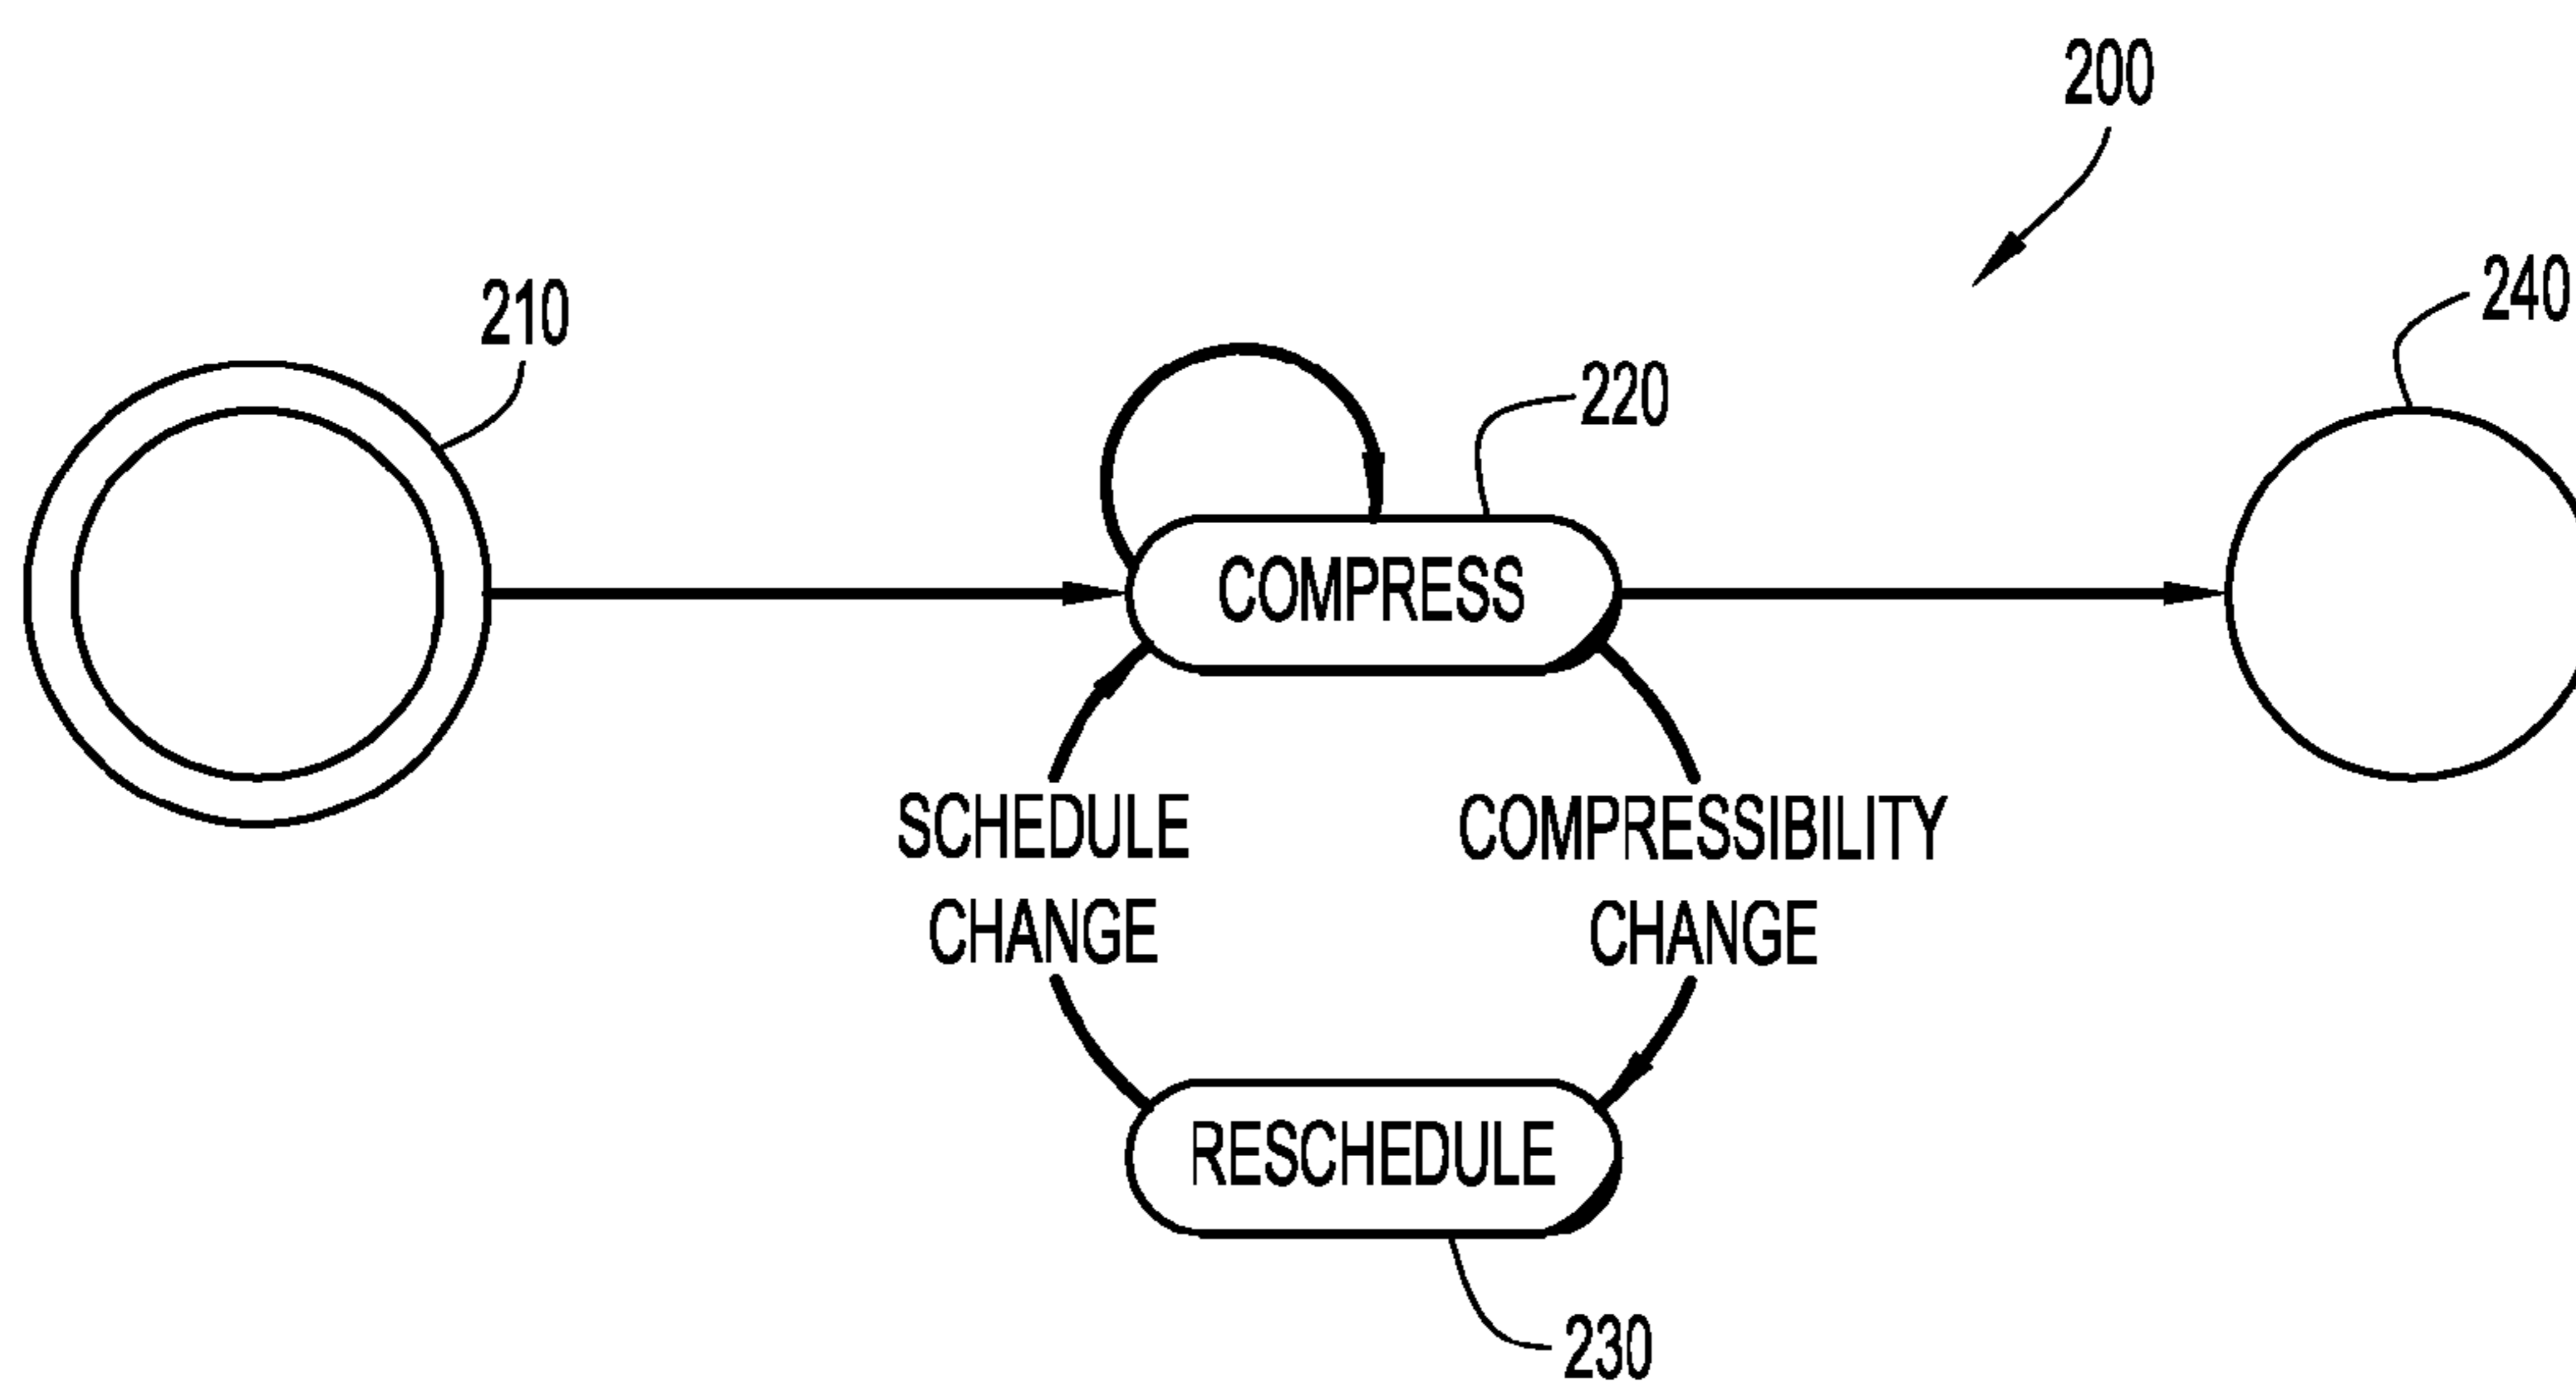 200
210
240
220
COMPRESS
SCHEDULE
CHANGE
COMPRESSIBILITY
CHANGE
RESCHEDULE
230